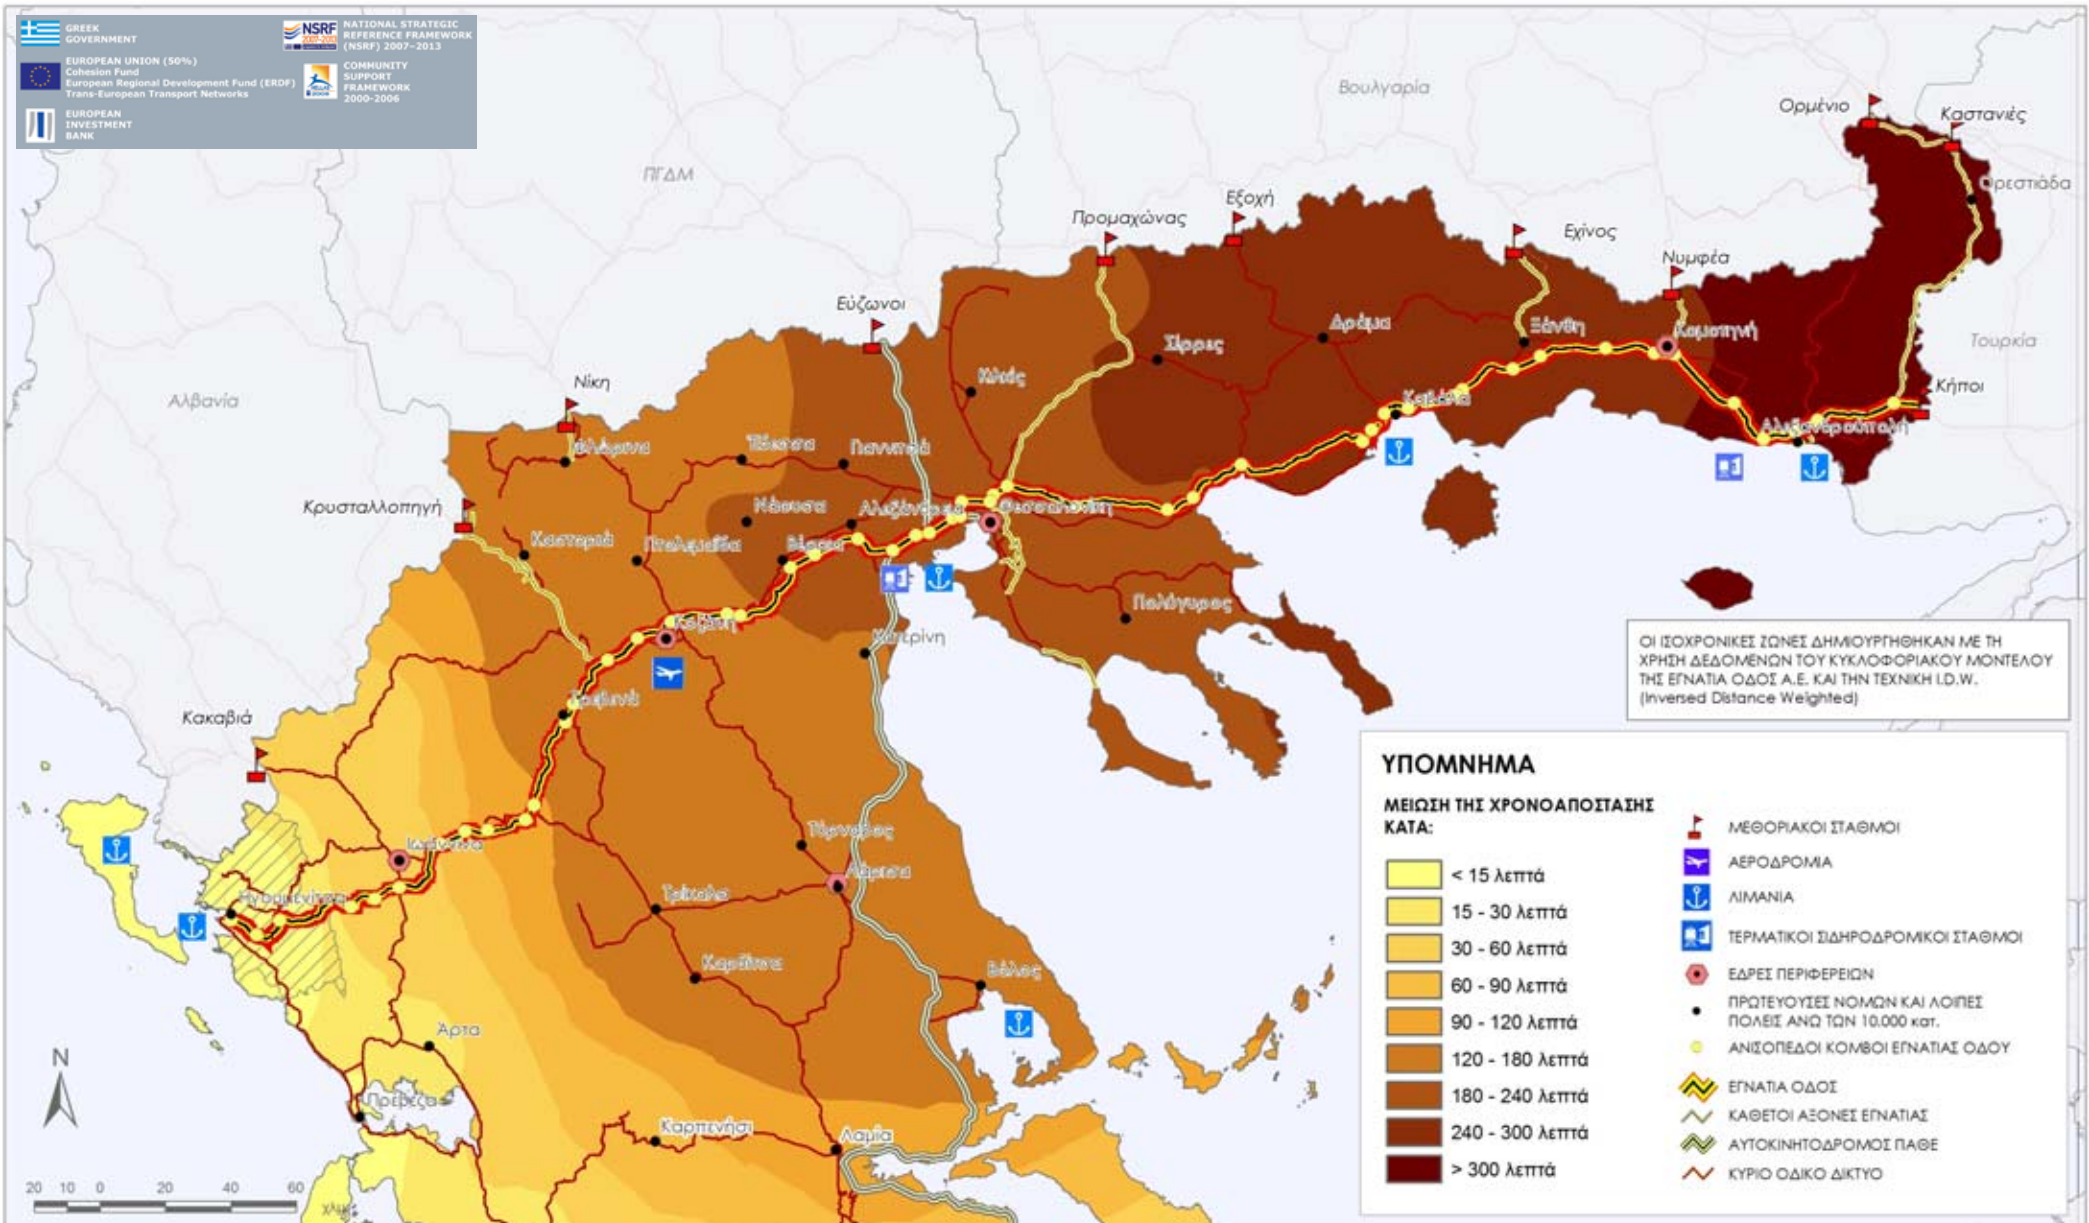 GREEK
GOVERNMENT
EUROPEAN UNION (50%)
Cohesion Fund
European Regional Development Fund (ERDF)
Trans-European Transport Networks
EUROPEAN
INVESTMENT
BANK
NSRF
2007-2013
NATIONAL STRATEGIC
REFERENCE FRAMEWORK
(NSRF) 2007–2013
COMMUNITY
SUPPORT
FRAMEWORK
2000-2006
Βουλγαρία
Ορμένιο
Καστανιές
ΠΓΔΜ
Ορεστιάδα
Εξοχή
Προμαχώνας
Εχίνος
Νυμφέα
Εύζωνοι
Δράμα
Ξάνθη
Κομοτηνή
Σέρρες
Τουρκία
Κιλκίς
Νίκη
Κήποι
Αλβανία
Καβάλα
Αλεξανδρούπολη
Φλώρινα
Έδεσσα
Γιαννιτσά
Κρυσταλλοπηγή
Νάουσα
Αλεξάνδρεια
Θεσσαλονίκη
Καστοριά
Πτολεμαΐδα
Βέροια
Πολύγυρος
Κοζάνη
Κατερίνη
Γρεβενά
Κακαβιά
Τύρναβος
Ιωάννινα
Λάρισα
Τρίκαλα
Ηγουμενίτσα
Καρδίτσα
Βόλος
Άρτα
Πρέβεζα
Καρπενήσι
Λαμία
N
20 10 0 20 40 60
Χλμ.
ΟΙ ΙΣΟΧΡΟΝΙΚΕΣ ΖΩΝΕΣ ΔΗΜΙΟΥΡΓΗΘΗΚΑΝ ΜΕ ΤΗ
ΧΡΗΣΗ ΔΕΔΟΜΕΝΩΝ ΤΟΥ ΚΥΚΛΟΦΟΡΙΑΚΟΥ ΜΟΝΤΕΛΟΥ
ΤΗΣ ΕΓΝΑΤΙΑ ΟΔΟΣ Α.Ε. ΚΑΙ ΤΗΝ ΤΕΧΝΙΚΗ I.D.W.
(Inversed Distance Weighted)
ΥΠΟΜΝΗΜΑ
ΜΕΙΩΣΗ ΤΗΣ ΧΡΟΝΟΑΠΟΣΤΑΣΗΣ
ΚΑΤΑ:
< 15 λεπτά
15 - 30 λεπτά
30 - 60 λεπτά
60 - 90 λεπτά
90 - 120 λεπτά
120 - 180 λεπτά
180 - 240 λεπτά
240 - 300 λεπτά
> 300 λεπτά
ΜΕΘΟΡΙΑΚΟΙ ΣΤΑΘΜΟΙ
ΑΕΡΟΔΡΟΜΙΑ
ΛΙΜΑΝΙΑ
ΤΕΡΜΑΤΙΚΟΙ ΣΙΔΗΡΟΔΡΟΜΙΚΟΙ ΣΤΑΘΜΟΙ
ΕΔΡΕΣ ΠΕΡΙΦΕΡΕΙΩΝ
ΠΡΩΤΕΥΟΥΣΕΣ ΝΟΜΩΝ ΚΑΙ ΛΟΙΠΕΣ
ΠΟΛΕΙΣ ΑΝΩ ΤΩΝ 10.000 κατ.
ΑΝΙΣΟΠΕΔΟΙ ΚΟΜΒΟΙ ΕΓΝΑΤΙΑΣ ΟΔΟΥ
ΕΓΝΑΤΙΑ ΟΔΟΣ
ΚΑΘΕΤΟΙ ΑΞΟΝΕΣ ΕΓΝΑΤΙΑΣ
ΑΥΤΟΚΙΝΗΤΟΔΡΟΜΟΣ ΠΑΘΕ
ΚΥΡΙΟ ΟΔΙΚΟ ΔΙΚΤΥΟ